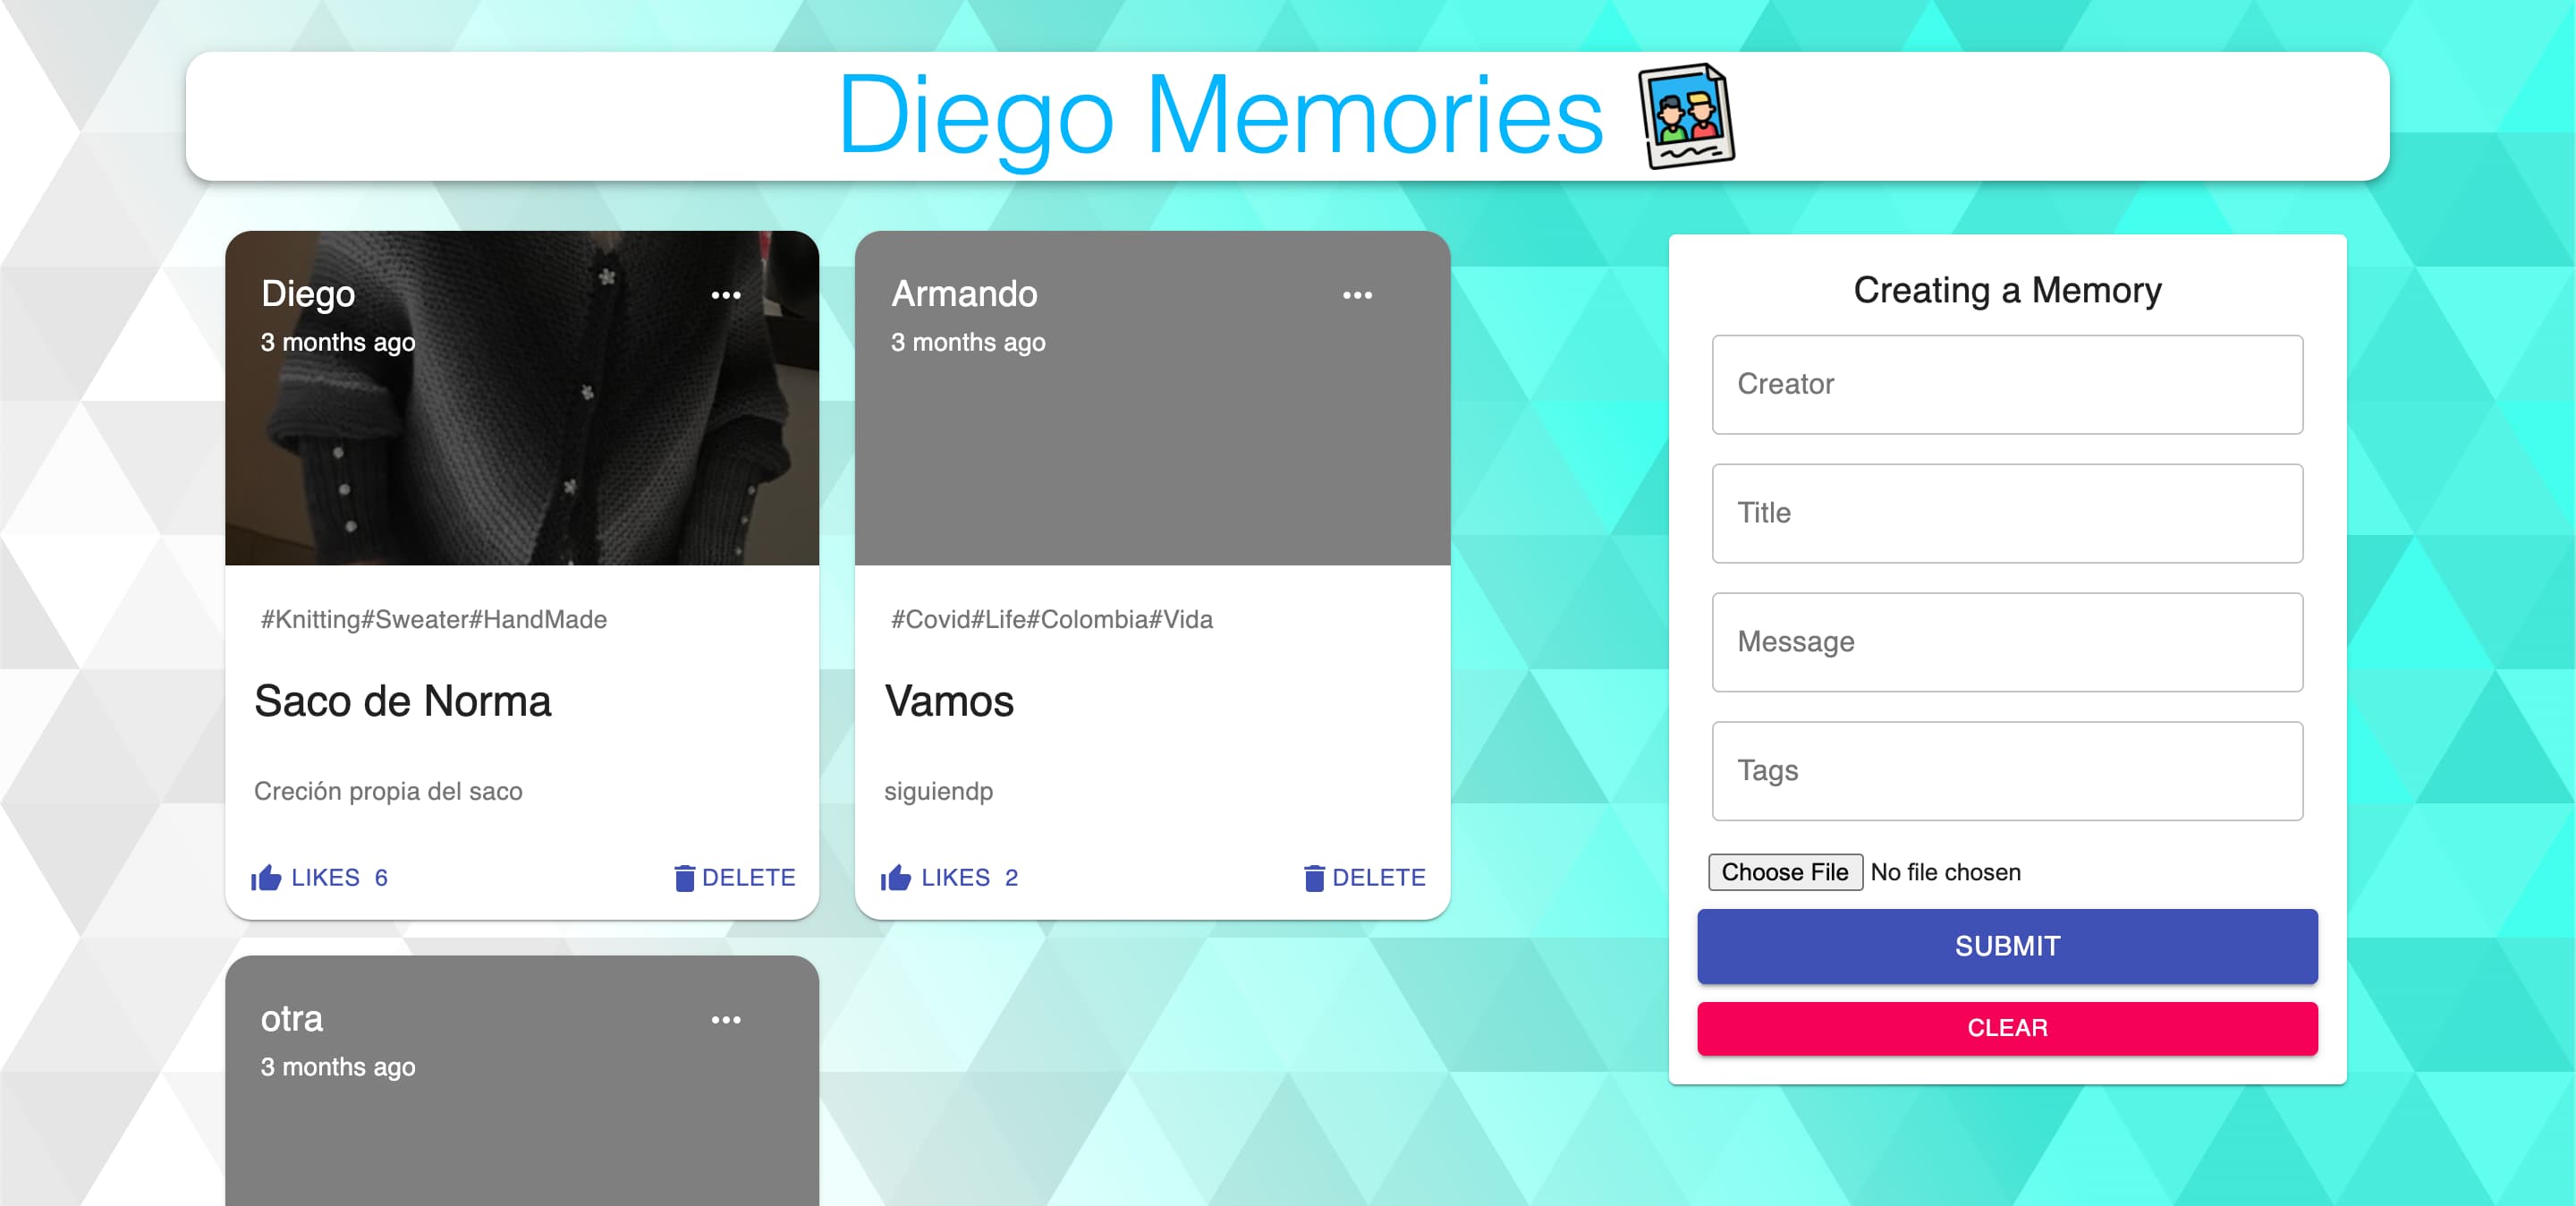 Diego Memories
Diego
3 months ago
#Knitting#Sweater#HandMade
Saco de Norma
Creción propia del saco
LIKES 6
DELETE
Armando
3 months ago
#Covid#Life#Colombia#Vida
Vamos
siguiendp
LIKES 2
DELETE
otra
3 months ago
Creating a Memory
Creator
Title
Message
Tags
Choose File No file chosen
SUBMIT
CLEAR